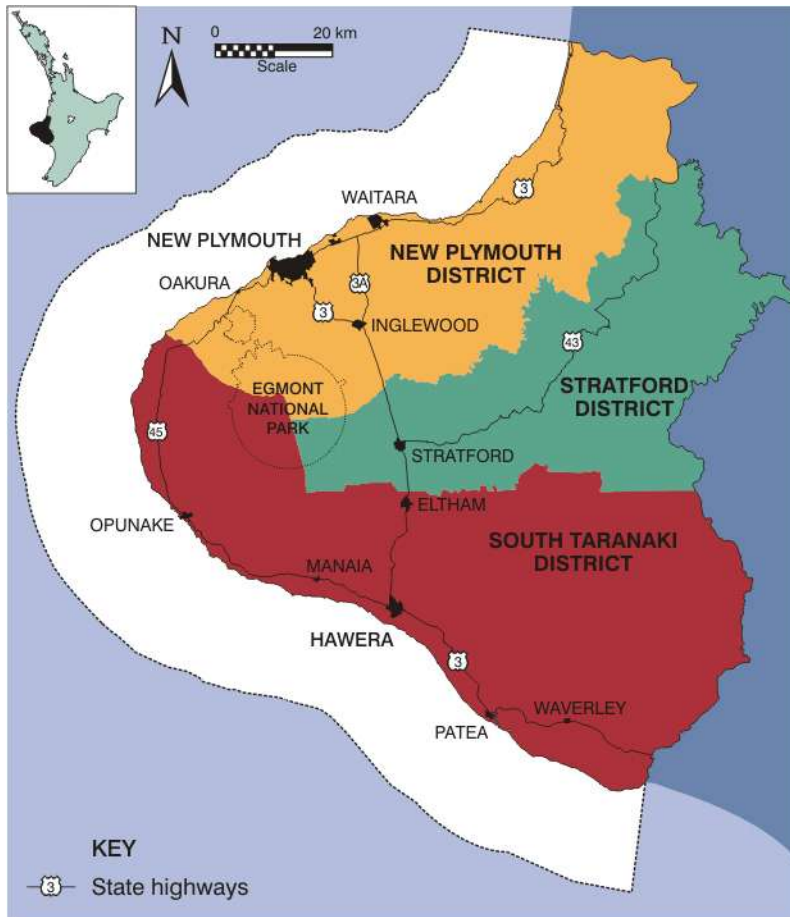 N
0 20 km
Scale
3
WAITARA
NEW PLYMOUTH
NEW PLYMOUTH
DISTRICT
OAKURA
3A
3
INGLEWOOD
43
EGMONT
NATIONAL
PARK
STRATFORD
DISTRICT
45
STRATFORD
ELTHAM
OPUNAKE
SOUTH TARANAKI
DISTRICT
MANAIA
HAWERA
3
WAVERLEY
PATEA
KEY
3 State highways